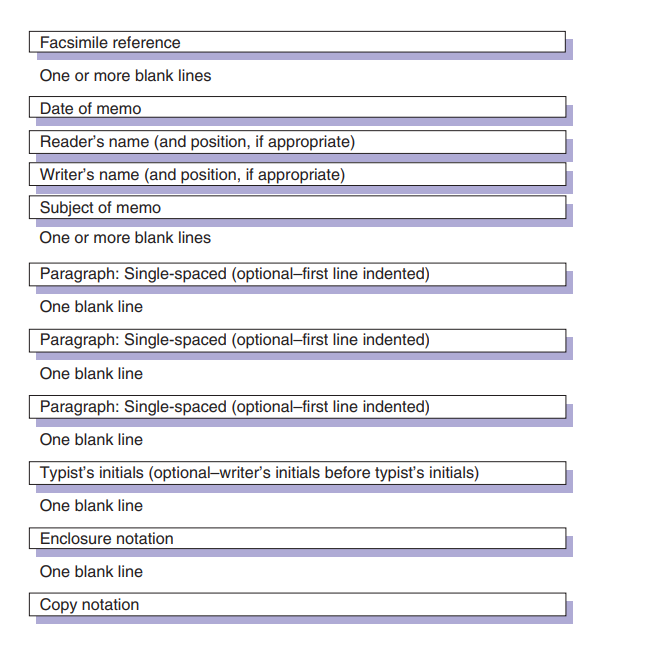 Facsimile reference
One or more blank lines
Date of memo
Reader’s name (and position, if appropriate)
Writer’s name (and position, if appropriate)
Subject of memo
One or more blank lines
Paragraph: Single-spaced (optional–first line indented)
One blank line
Paragraph: Single-spaced (optional–first line indented)
One blank line
Paragraph: Single-spaced (optional–first line indented)
One blank line
Typist’s initials (optional–writer’s initials before typist’s initials)
One blank line
Enclosure notation
One blank line
Copy notation